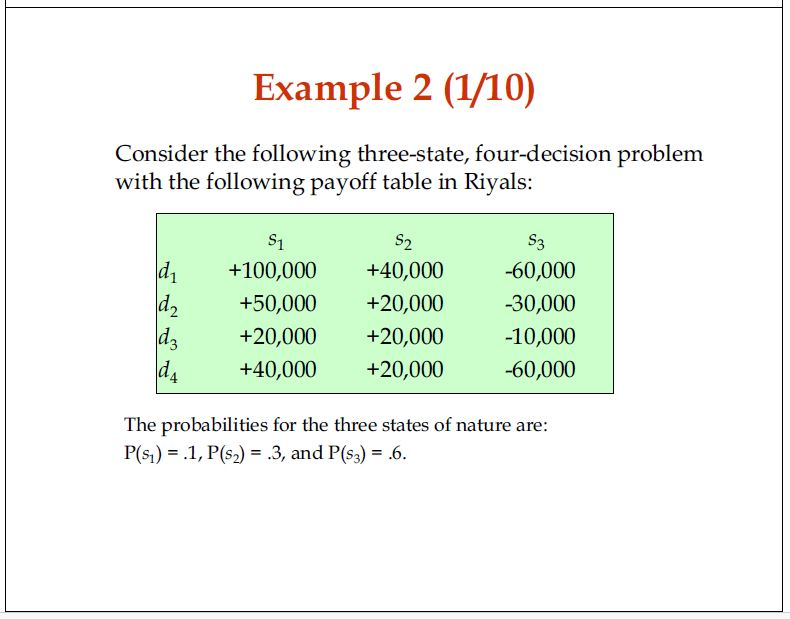 Example 2 (1/10)
Consider the following three-state, four-decision problem
with the following payoff table in Riyals:
s₁ s₂ s₃
d₁ +100,000 +40,000 -60,000
d₂ +50,000 +20,000 -30,000
d₃ +20,000 +20,000 -10,000
d₄ +40,000 +20,000 -60,000
The probabilities for the three states of nature are:
P(s₁) = .1, P(s₂) = .3, and P(s₃) = .6.